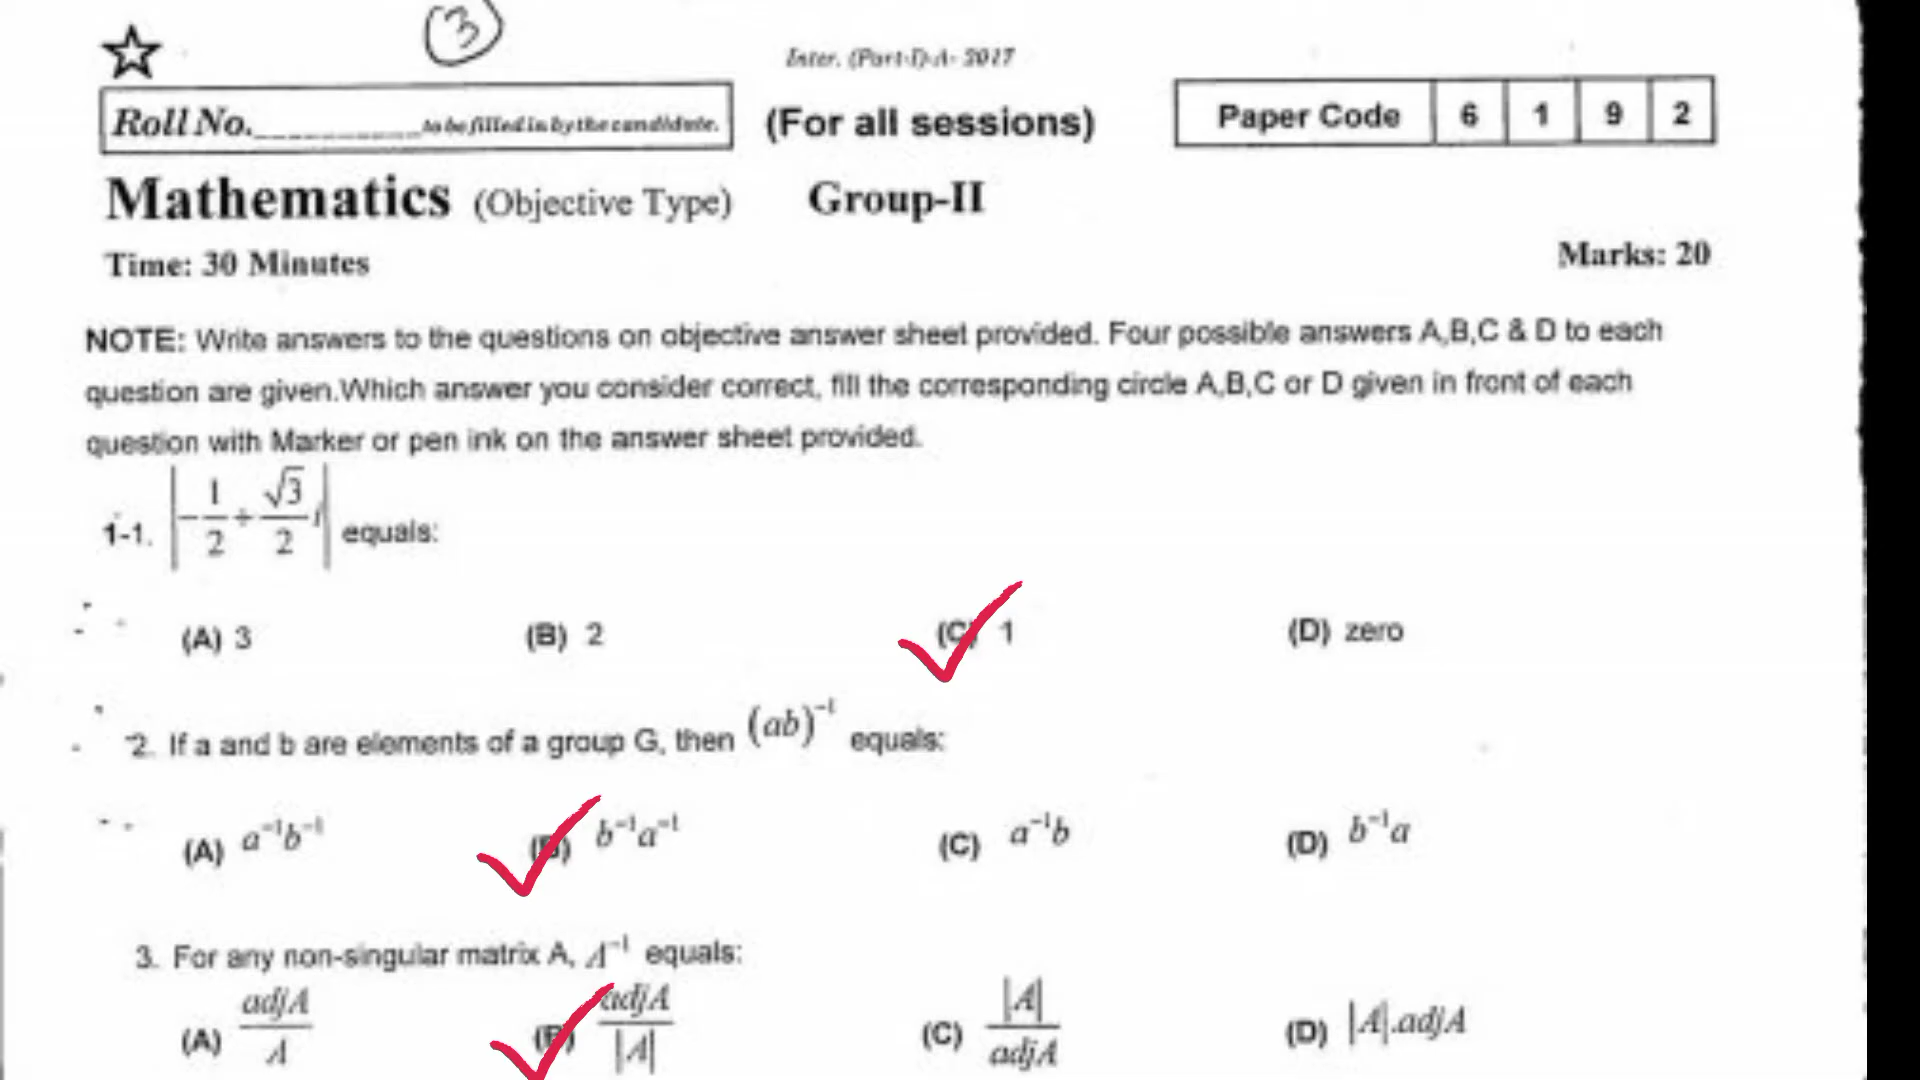 3
Inter. (Part-I)-A- 2017
Roll No.____________to be filled in by the candidate.
(For all sessions)
Paper Code 6 1 9 2
Mathematics (Objective Type) Group-II
Time: 30 Minutes
Marks: 20
NOTE: Write answers to the questions on objective answer sheet provided. Four possible answers A,B,C & D to each
question are given.Which answer you consider correct, fill the corresponding circle A,B,C or D given in front of each
question with Marker or pen ink on the answer sheet provided.
1-1. |-1/2 + √3/2 i| equals:
(A) 3 (B) 2 (C) 1 (D) zero
2. If a and b are elements of a group G, then (ab)⁻¹ equals:
(A) a⁻¹b⁻¹ (B) b⁻¹a⁻¹ (C) a⁻¹b (D) b⁻¹a
3. For any non-singular matrix A, A⁻¹ equals:
(A) adjA/A (B) adjA/|A| (C) |A|/adjA (D) |A|.adjA